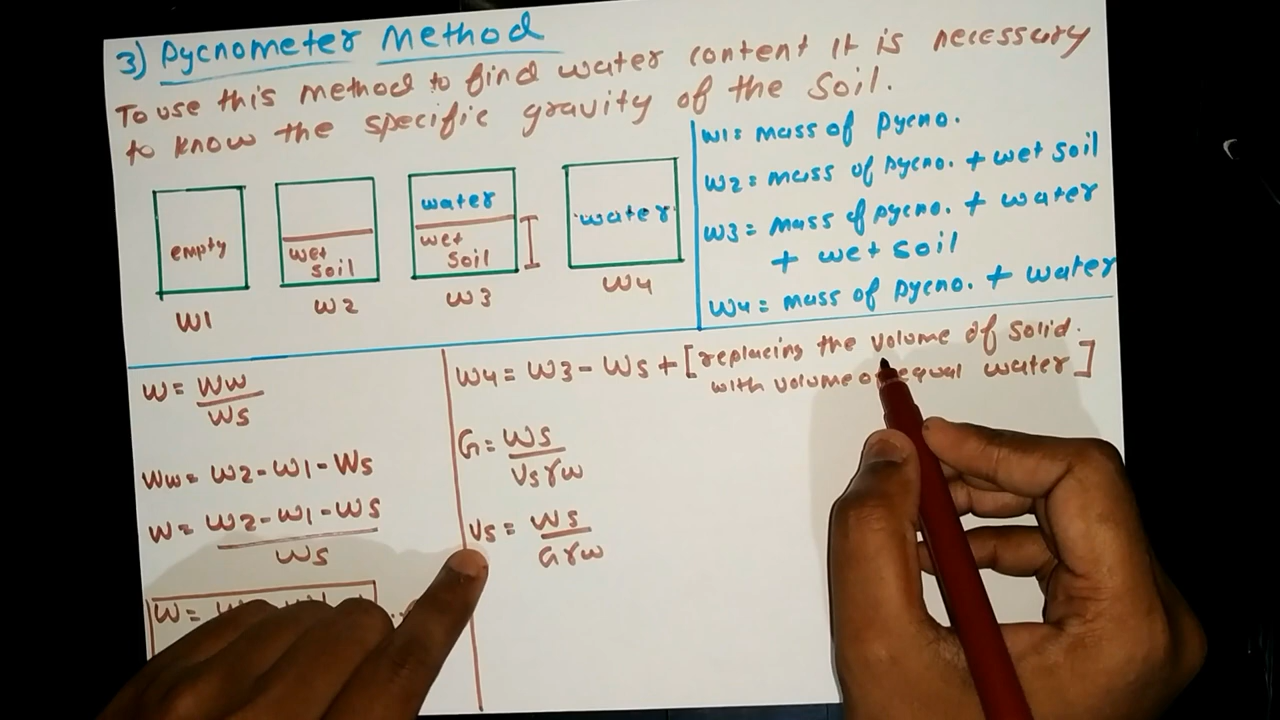 3) Pycnometer Method
To use this method to find water content it is necessary
to know the specific gravity of the soil.
empty
W1
wet
soil
W2
water
wet
soil
W3
water
W4
W1= mass of pycno.
W2= mass of pycno. + wet soil
W3= mass of pycno. + water
+ wet soil
W4= mass of pycno. + water
W= Ww
Ws
Ww= W2-W1-Ws
W= W2-W1-Ws
Ws
W=
W4= W3- Ws + [replacing the volume of solid.
with volume equal water]
G= Ws
Vsγw
Vs= Ws
Gγw